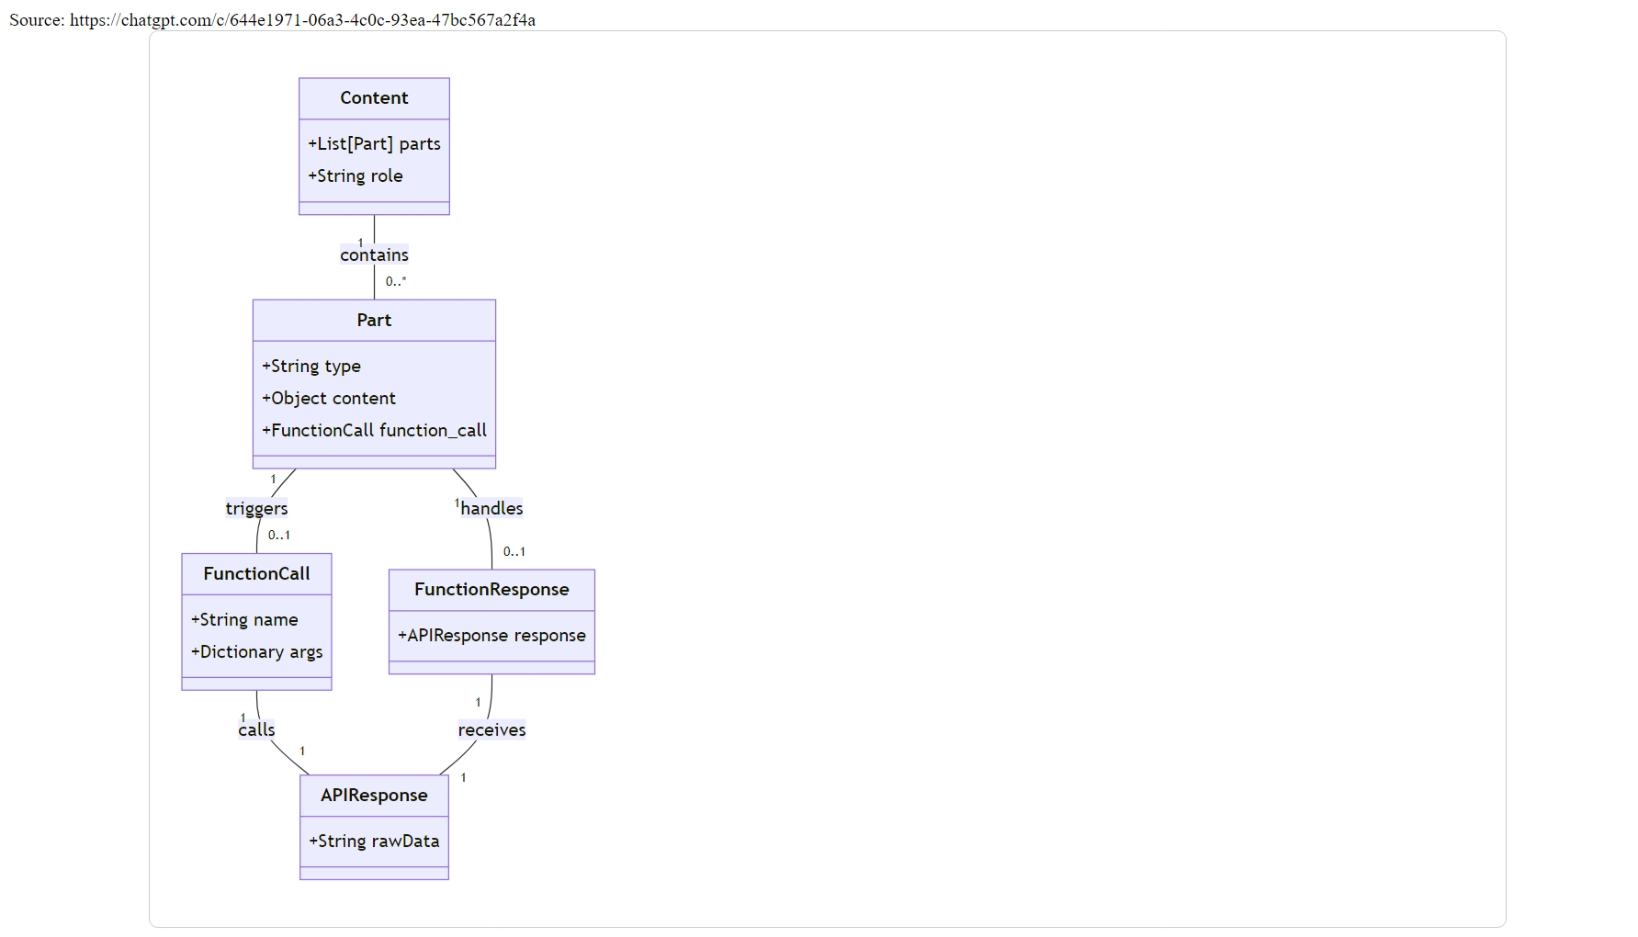 Source: https://chatgpt.com/c/644e1971-06a3-4c0c-93ea-47bc567a2f4a
Content
+List[Part] parts
+String role
1
contains
0..*
Part
+String type
+Object content
+FunctionCall function_call
1
triggers
0..1
1
handles
0..1
FunctionCall
+String name
+Dictionary args
FunctionResponse
+APIResponse response
1
calls
1
1
receives
1
APIResponse
+String rawData